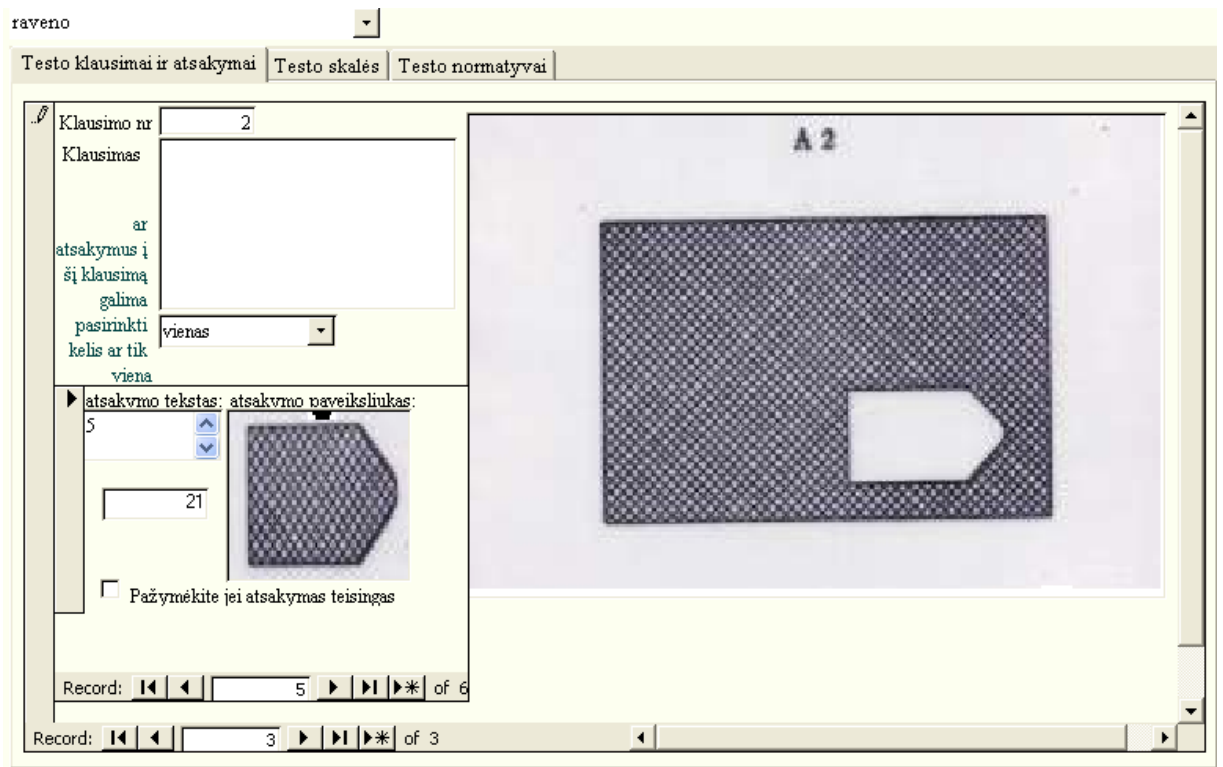 raveno
Testo klausimai ir atsakymai
Testo skalės
Testo normatyvai
Klausimo nr
2
Klausimas
ar
atsakymus į
šį klausimą
galima
pasirinkti
kelis ar tik
viena
vienas
A 2
atsakymo tekstas:
atsakymo paveiksliukas:
5
21
Pažymėkite jei atsakymas teisingas
Record: 5 of 6
Record: 3 of 3